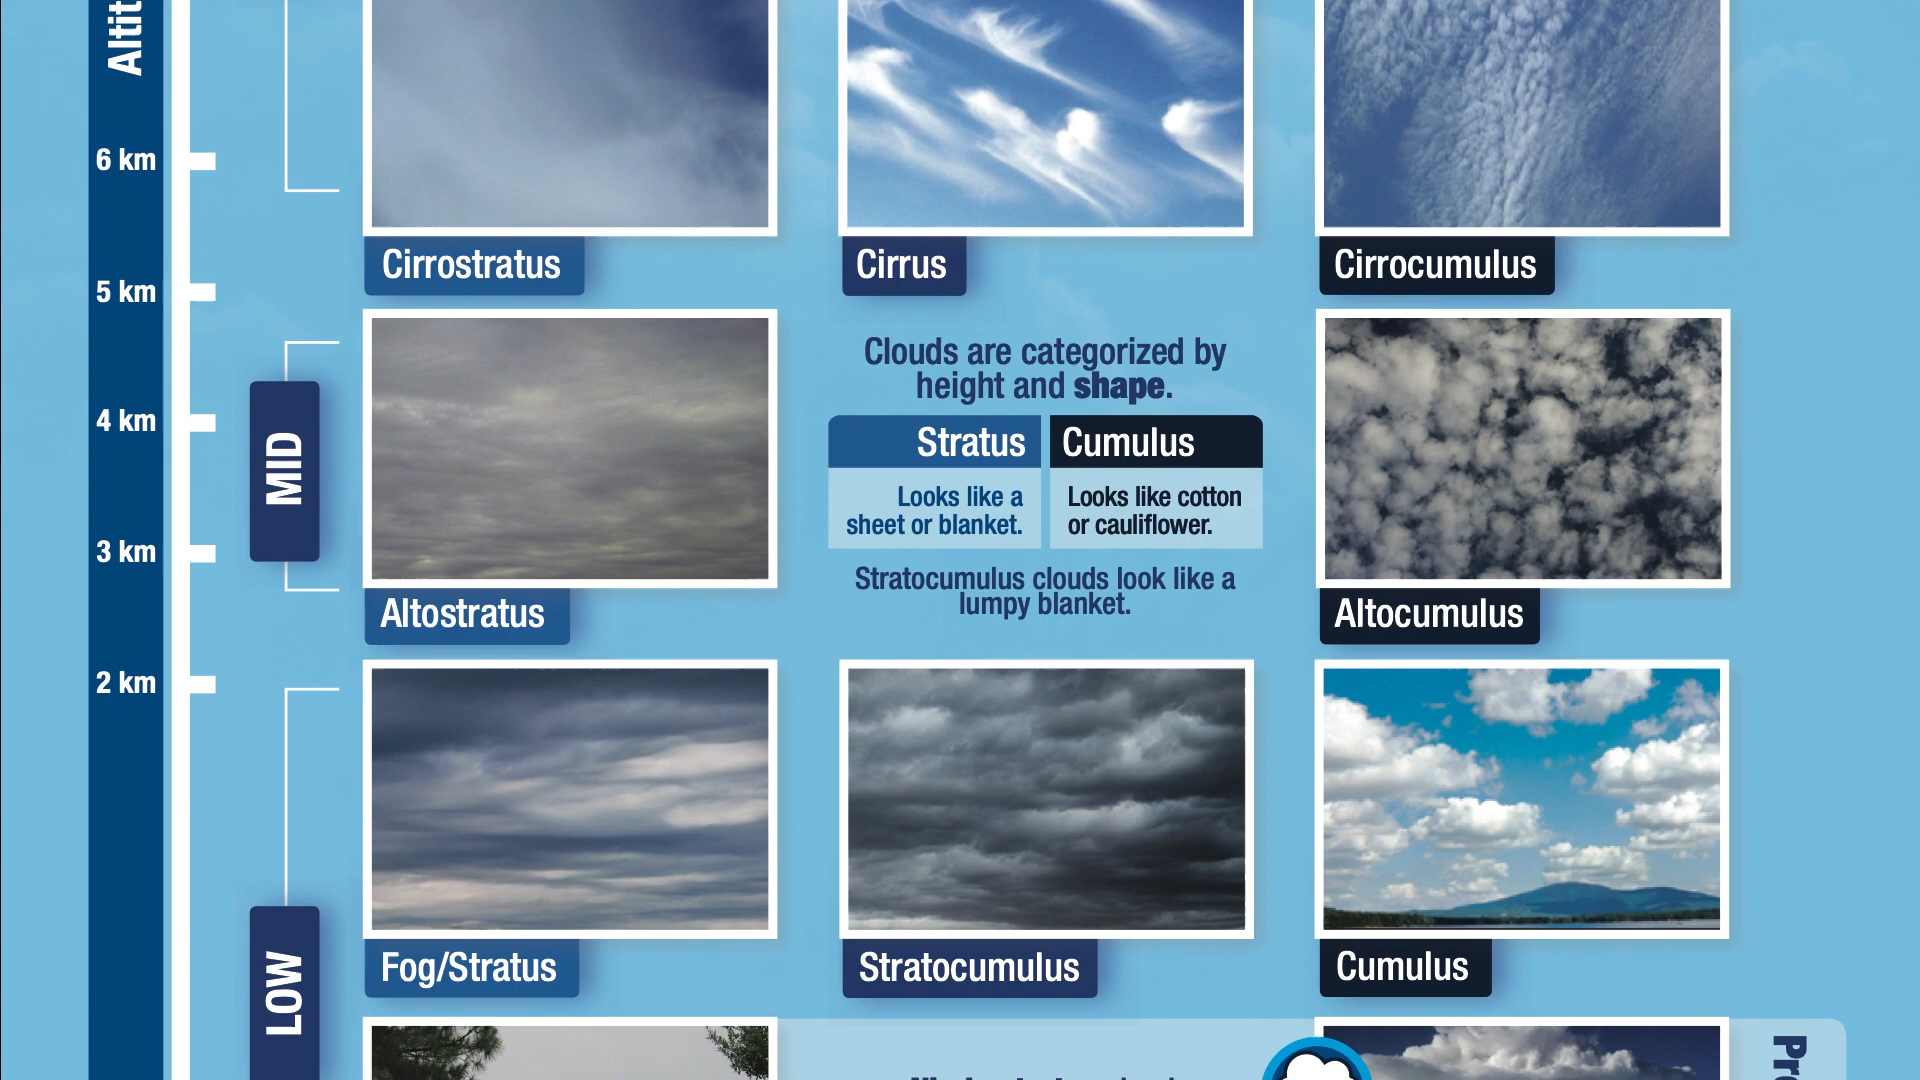 6 km
5 km
4 km
3 km
2 km
MID
LOW
Cirrostratus
Cirrus
Cirrocumulus
Clouds are categorized by
height and shape.
Stratus
Cumulus
Looks like a
sheet or blanket.
Looks like cotton
or cauliflower.
Stratocumulus clouds look like a
lumpy blanket.
Altostratus
Altocumulus
Fog/Stratus
Stratocumulus
Cumulus